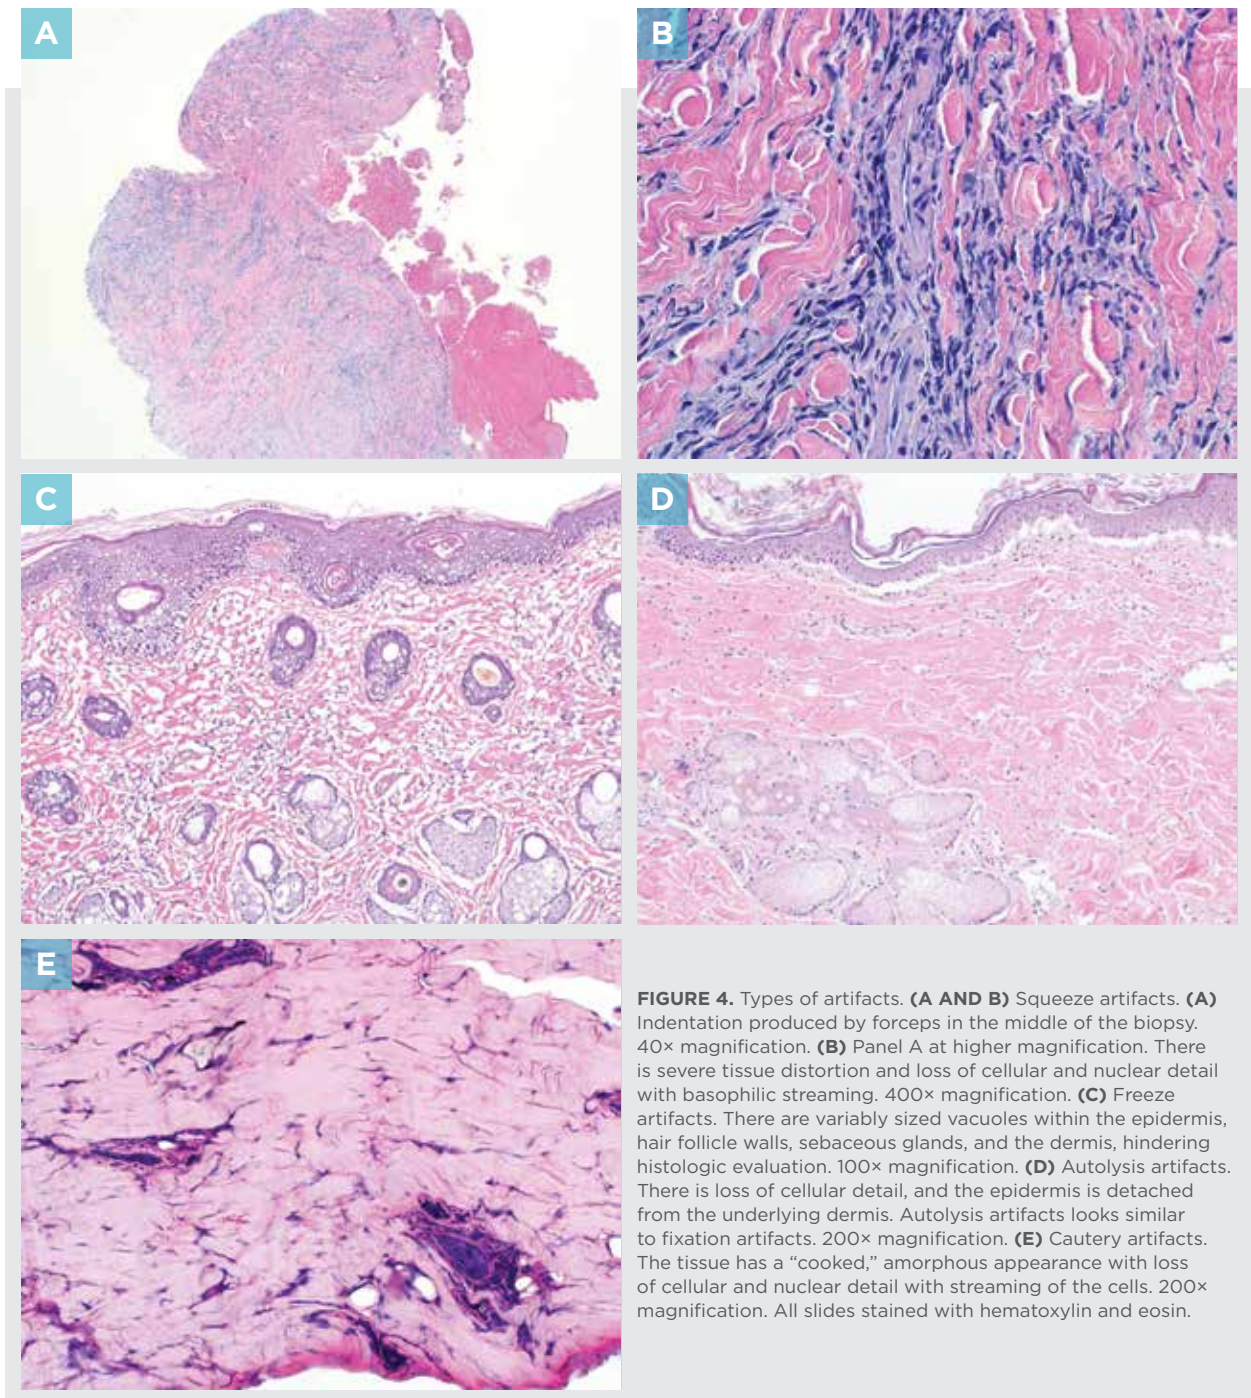 A
B
C
D
E
FIGURE 4. Types of artifacts. (A AND B) Squeeze artifacts. (A)
Indentation produced by forceps in the middle of the biopsy.
40× magnification. (B) Panel A at higher magnification. There
is severe tissue distortion and loss of cellular and nuclear detail
with basophilic streaming. 400× magnification. (C) Freeze
artifacts. There are variably sized vacuoles within the epidermis,
hair follicle walls, sebaceous glands, and the dermis, hindering
histologic evaluation. 100× magnification. (D) Autolysis artifacts.
There is loss of cellular detail, and the epidermis is detached
from the underlying dermis. Autolysis artifacts looks similar
to fixation artifacts. 200× magnification. (E) Cautery artifacts.
The tissue has a “cooked,” amorphous appearance with loss
of cellular and nuclear detail with streaming of the cells. 200×
magnification. All slides stained with hematoxylin and eosin.